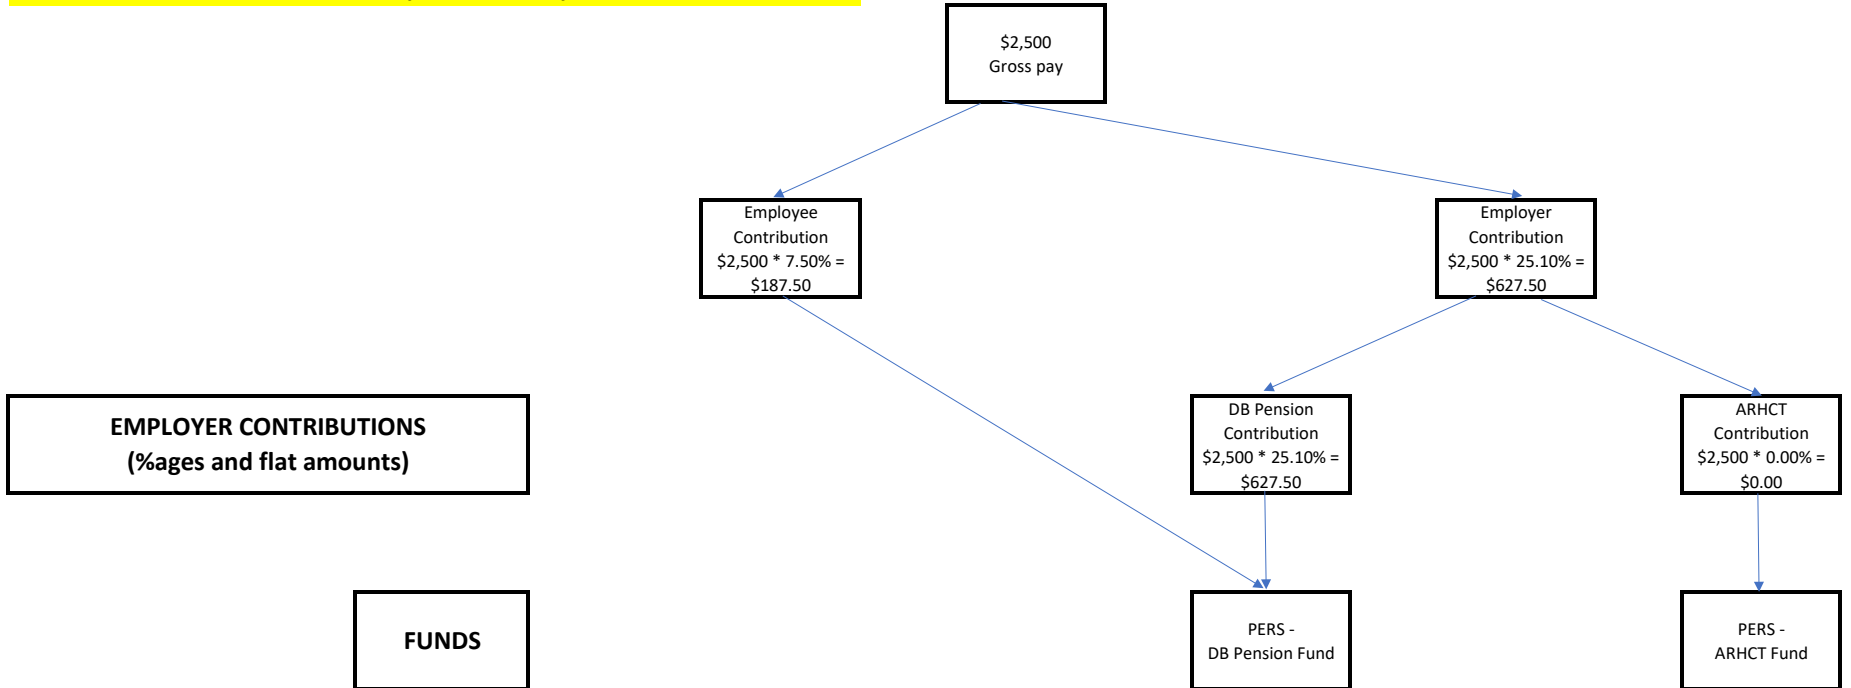 $2,500
Gross pay
Employee
Contribution
$2,500 * 7.50% =
$187.50
Employer
Contribution
$2,500 * 25.10% =
$627.50
EMPLOYER CONTRIBUTIONS
(%ages and flat amounts)
DB Pension
Contribution
$2,500 * 25.10% =
$627.50
ARHCT
Contribution
$2,500 * 0.00% =
$0.00
FUNDS
PERS -
DB Pension Fund
PERS -
ARHCT Fund